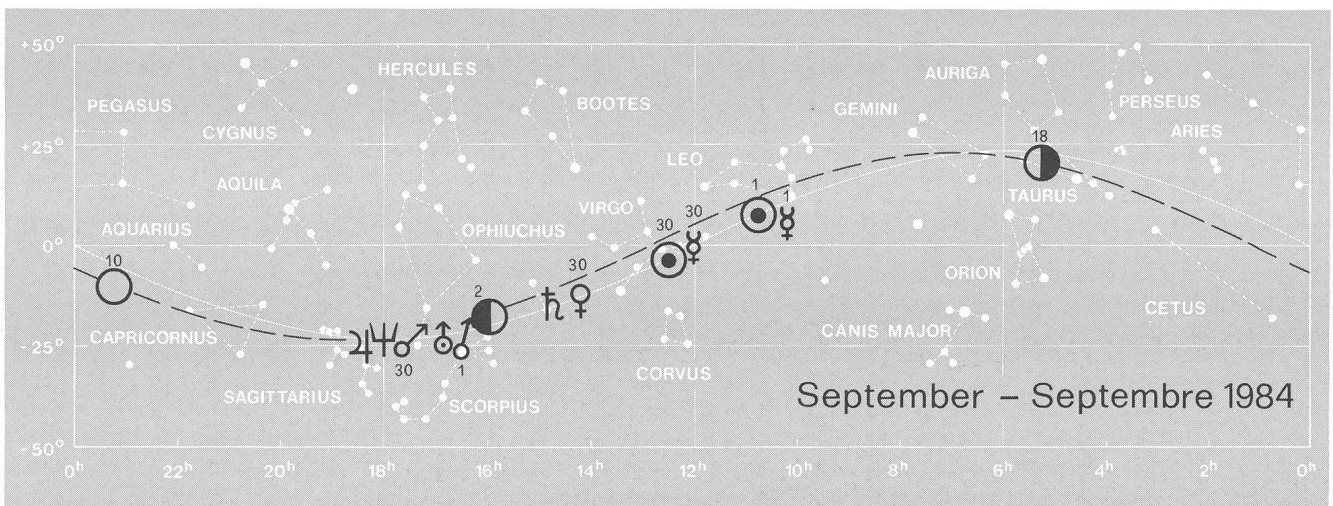 +50°
HERCULES
AURIGA
PEGASUS
BOOTES
GEMINI
PERSEUS
CYGNUS
ARIES
+25°
18
LEO
AQUILA
1
1
TAURUS
VIRGO
30
30
AQUARIUS
OPHIUCHUS
0°
10
30
ORION
2
CETUS
CAPRICORNUS
CANIS MAJOR
-25°
30
1
CORVUS
SAGITTARIUS
SCORPIUS
September – Septembre 1984
-50°
0h 22h 20h 18h 16h 14h 12h 10h 8h 6h 4h 2h 0h